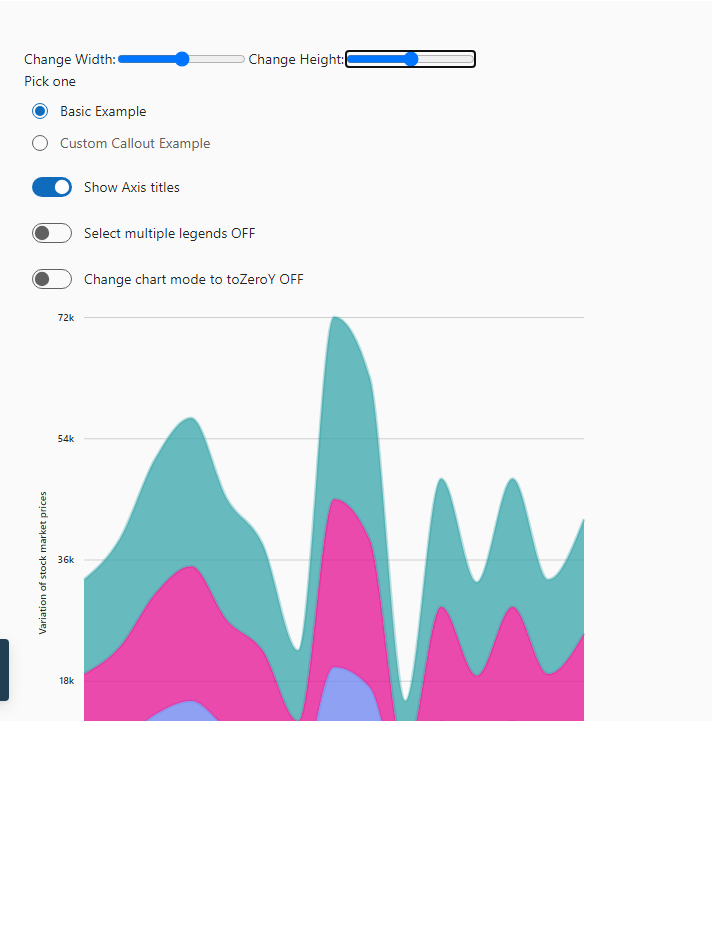 Change Width: Change Height:
Pick one
Basic Example
Custom Callout Example
Show Axis titles
Select multiple legends OFF
Change chart mode to toZeroY OFF
72k
54k
Variation of stock market prices
36k
18k